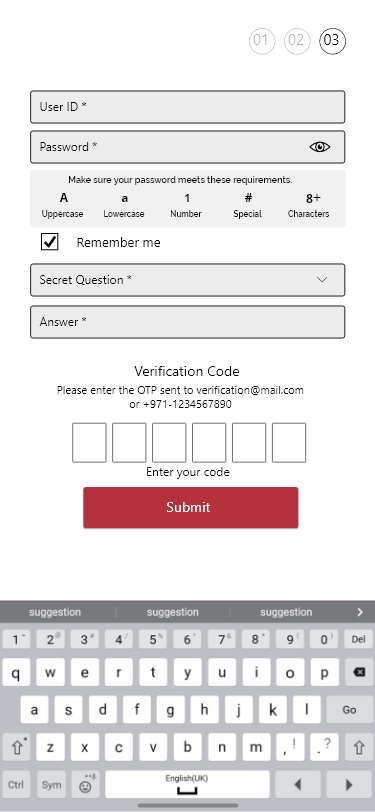 01 02 03
User ID *
Password *
Make sure your password meets these requirements.
A a 1 # 8+
Uppercase Lowercase Number Special Characters
Remember me
Secret Question *
Answer *
Verification Code
Please enter the OTP sent to verification@mail.com
or +971-1234567890
Enter your code
Submit
suggestion suggestion suggestion
1 2 3 4 5 6 7 8 9 0 Del
q w e r t y u i o p
a s d f g h j k l Go
z x c v b n m , ! . ?
Ctrl Sym English(UK)